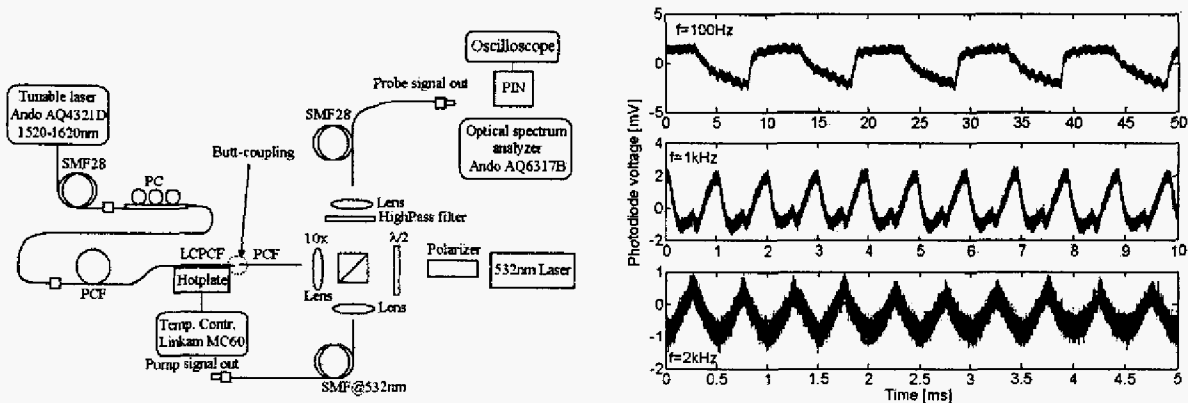 Oscilloscope
PIN
Probe signal out
Tunable laser
Ando AQ4321D
1520-1620nm
SMF28
Optical spectrum
analyzer
Ando AQ6317B
SMF28
PC
Butt-coupling
Lens
HighPass filter
LCPCF
PCF
10x
λ/2
Polarizer
532nm Laser
Hotplate
PCF
Lens
Lens
Temp. Contr.
Linkam MC60
Pump signal out
SMF@532nm
Photodiode voltage [mV]
f=100Hz
5
0
-5
0 5 10 15 20 25 30 35 40 45 50
f=1kHz
2
0
-2
0 1 2 3 4 5 6 7 8 9 10
1
0
-1
-2
f=2kHz
0 0.5 1 1.5 2 2.5 3 3.5 4 4.5 5
Time [ms]